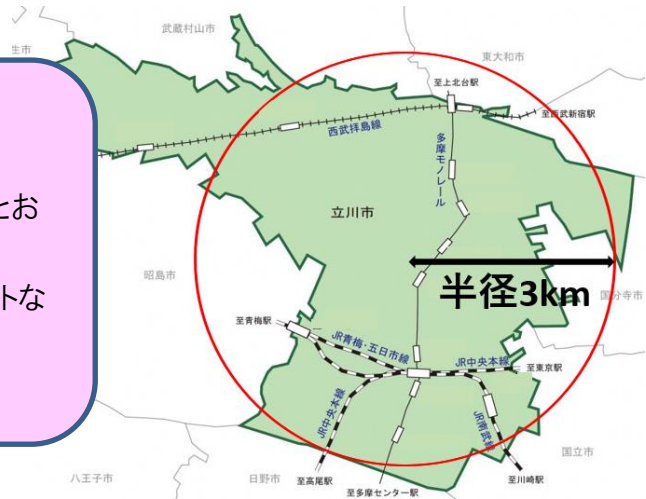 武蔵村山市
生市
東大和市
至上北台駅
至西武新宿駅
西武拝島線
多摩モノレール
とお
立川市
昭島市
トな
半径3km
国分寺市
至青梅駅
JR青梅・五日市線
JR中央本線
至東京駅
JR中央本線
JR南武線
国立市
八王子市
日野市
至高尾駅
至川崎駅
至多摩センター駅